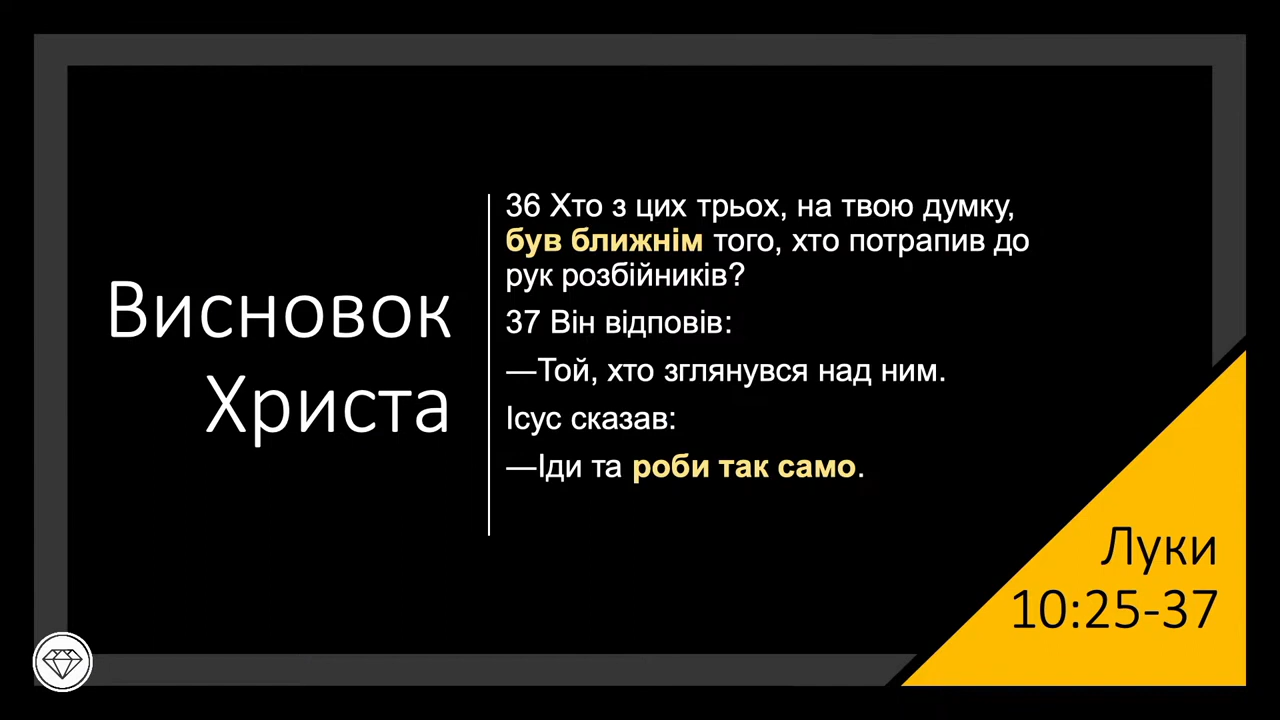 Висновок
Христа
36 Хто з цих трьох, на твою думку,
був ближнім того, хто потрапив до
рук розбійників?
37 Він відповів:
—Той, хто зглянувся над ним.
Ісус сказав:
—Іди та роби так само.
Луки
10:25-37